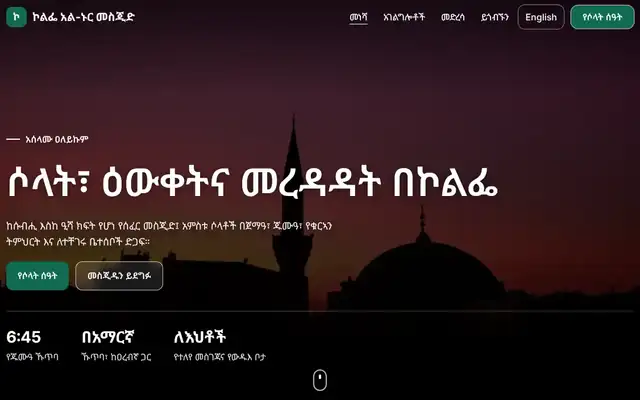 ኮ ኮልፌ አል-ኑር መስጂድ
መነሻ አገልግሎቶች መድረሳ ይጎብኙን English የሶላት ሰዓት
አሰላሙ ዐለይኩም
ሶላት፣ ዕውቀትና መረዳዳት በኮልፌ
ከሱብሒ እስከ ዒሻ ክፍት የሆነ የሰፈር መስጂድ፤ አምስቱ ሶላቶች በጀማዓ፣ ጁሙዓ፣ የቁርኣን
ትምህርት እና ለተቸገሩ ቤተሰቦች ድጋፍ።
የሶላት ሰዓት መስጂዱን ይደግፉ
6:45 በአማርኛ ለእህቶች
የጁሙዓ ኹጥባ ኹጥባ፣ ከዐረብኛ ጋር የተለየ መስገጃና የውዱእ ቦታ